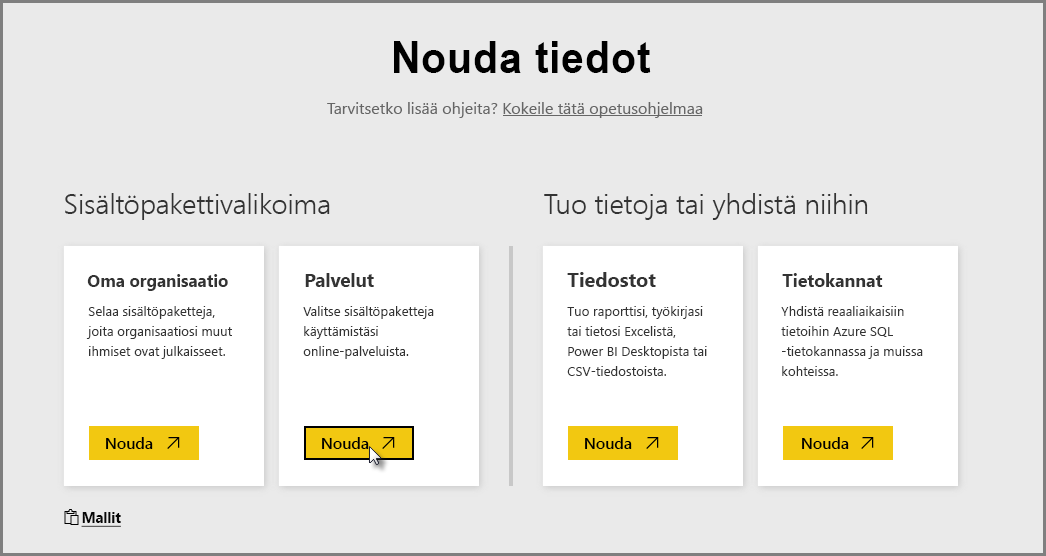 Nouda tiedot
Tarvitsetko lisää ohjeita? Kokeile tätä opetusohjelmaa
Sisältöpakettivalikoima
Oma organisaatio
Selaa sisältöpaketteja,
joita organisaatiosi muut
ihmiset ovat julkaisseet.
Nouda
Palvelut
Valitse sisältöpaketteja
käyttämistäsi
online-palveluista.
Nouda
Tuo tietoja tai yhdistä niihin
Tiedostot
Tuo raporttisi, työkirjasi
tai tietosi Excelistä,
Power BI Desktopista tai
CSV-tiedostoista.
Nouda
Tietokannat
Yhdistä reaaliaikaisiin
tietoihin Azure SQL
-tietokannassa ja muissa
kohteissa.
Nouda
Mallit